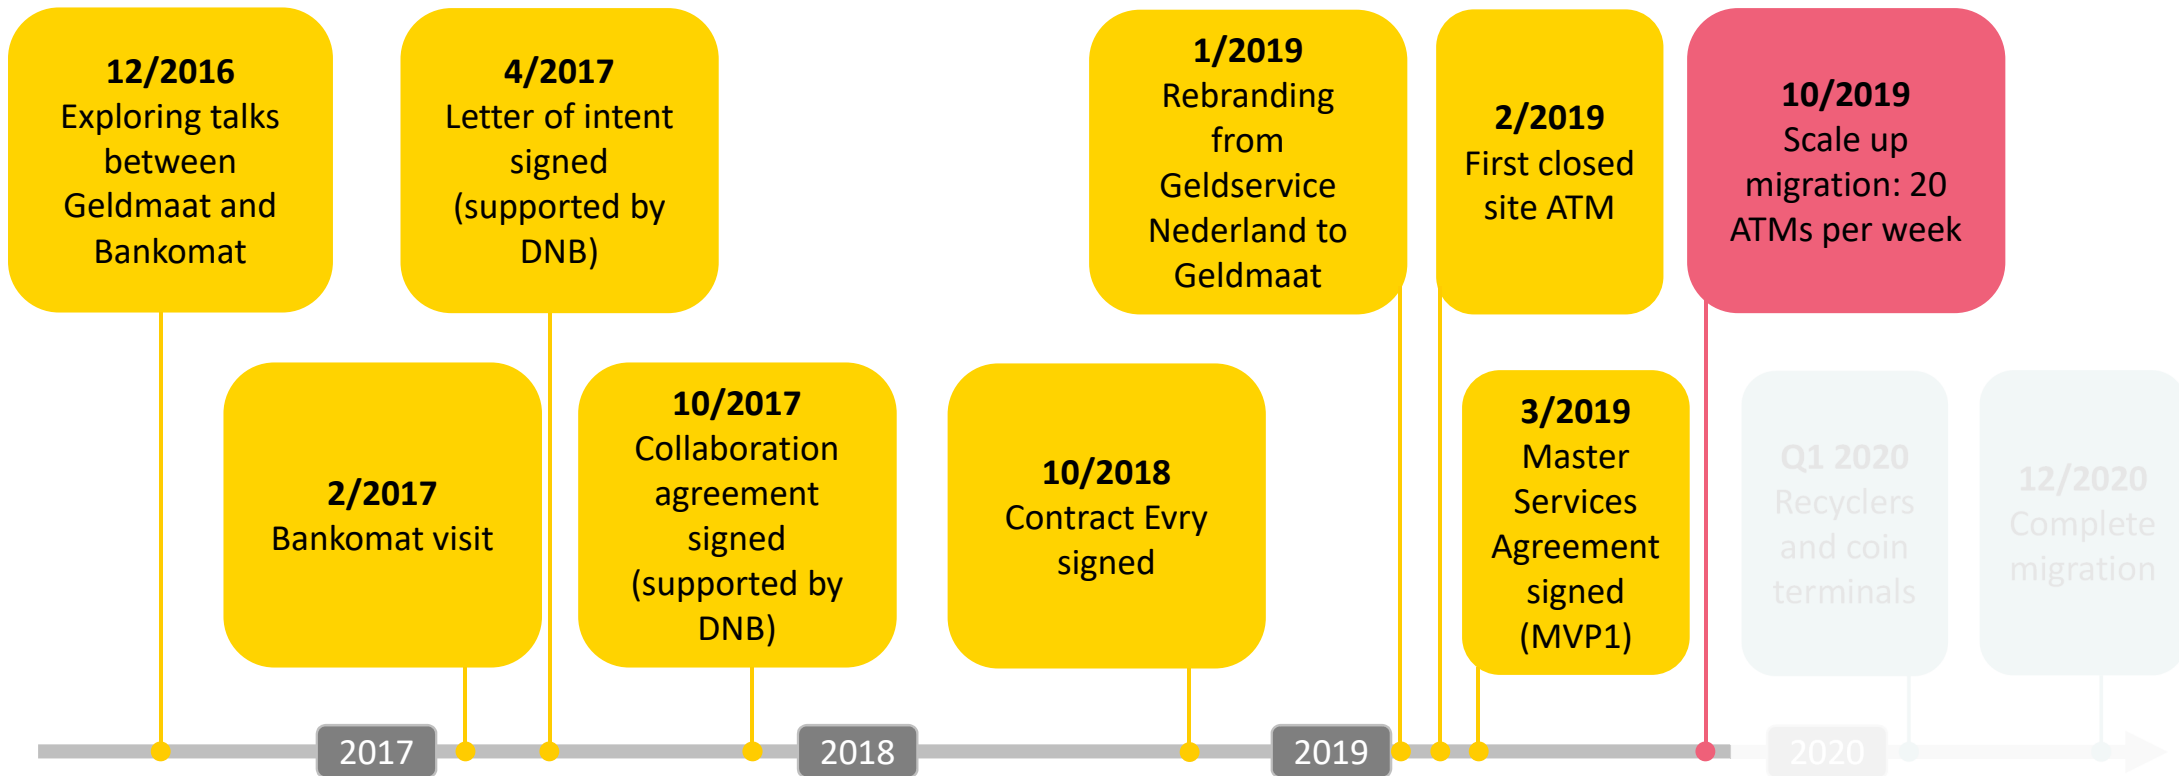 12/2016
Exploring talks
between
Geldmaat and
Bankomat
4/2017
Letter of intent
signed
(supported by
DNB)
1/2019
Rebranding
from
Geldservice
Nederland to
Geldmaat
2/2019
First closed
site ATM
10/2019
Scale up
migration: 20
ATMs per week
2/2017
Bankomat visit
10/2017
Collaboration
agreement
signed
(supported by
DNB)
10/2018
Contract Evry
signed
3/2019
Master
Services
Agreement
signed
(MVP1)
Q1 2020
Recyclers
and coin
terminals
12/2020
Complete
migration
2017
2018
2019
2020